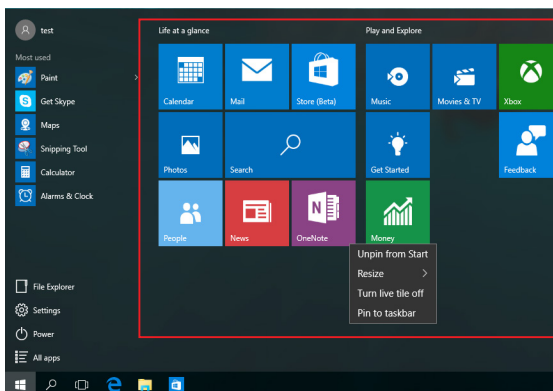 test
Most used
Paint
Get Skype
Maps
Snipping Tool
Calculator
Alarms & Clock
File Explorer
Settings
Power
All apps
Life at a glance
Calendar
Mail
Store (Beta)
Photos
Search
People
News
OneNote
Play and Explore
Music
Movies & TV
Xbox
Get Started
Feedback
Money
Unpin from Start
Resize
Turn live tile off
Pin to taskbar